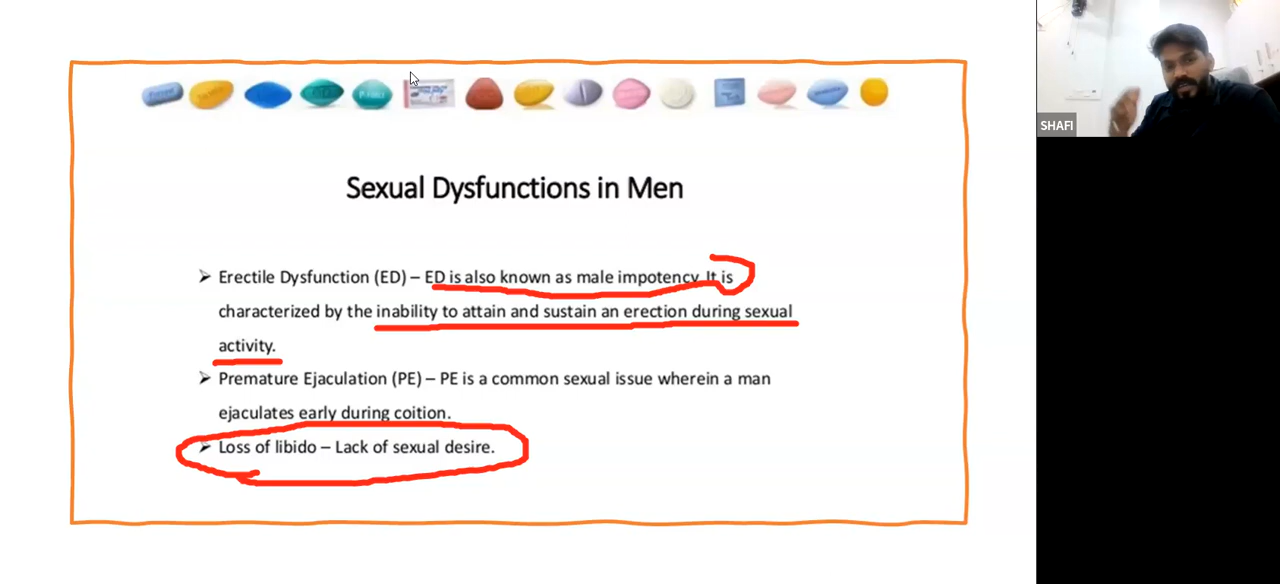 Sexual Dysfunctions in Men
➢ Erectile Dysfunction (ED) – ED is also known as male impotency. It is
characterized by the inability to attain and sustain an erection during sexual
activity.
➢ Premature Ejaculation (PE) – PE is a common sexual issue wherein a man
ejaculates early during coition.
➢ Loss of libido – Lack of sexual desire.
SHAFI